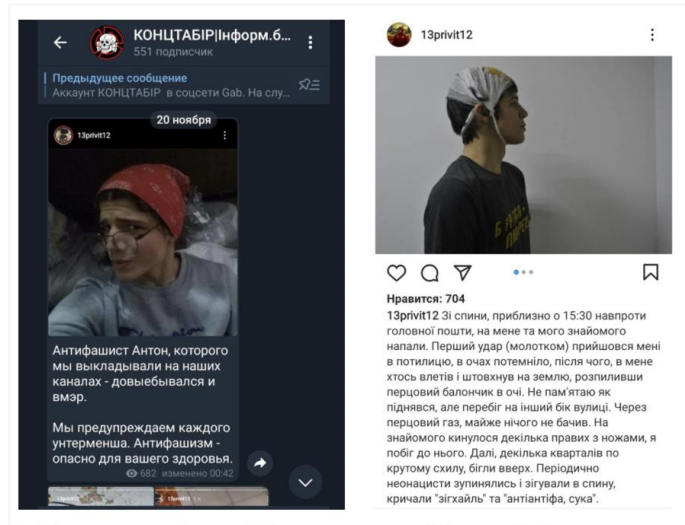 КОНЦТАБІР|Інформ.б...
551 подписчик
Предыдущее сообщение
Аккаунт КОНЦТАБІР в соцсети Gab. На слу...
20 ноября
13privit12
Антифашист Антон, которого
мы выкладывали на наших
каналах - довыебывался и
вмэр.
Мы предупреждаем каждого
унтерменша. Антифашизм -
опасно для вашего здоровья.
682 изменено 00:42
13privit12
Нравится: 704
13privit12 Зі спини, приблизно о 15:30 навпроти
головної пошти, на мене та мого знайомого
напали. Перший удар (молотком) прийшовся мені
в потилицю, в очах потемніло, після чого, в мене
хтось влетів і штовхнув на землю, розпиливши
перцовий балончик в очі. Не пам'ятаю як
піднявся, але перебіг на інший бік вулиці. Через
перцовий газ, майже нічого не бачив. На
знайомого кинулося декілька правих з ножами, я
побіг до нього. Далі, декілька кварталів по
крутому схилу, бігли вверх. Періодично
неонацисти зупинялись і зігували в спину,
кричали "зігхайль" та "антіантіфа, сука".